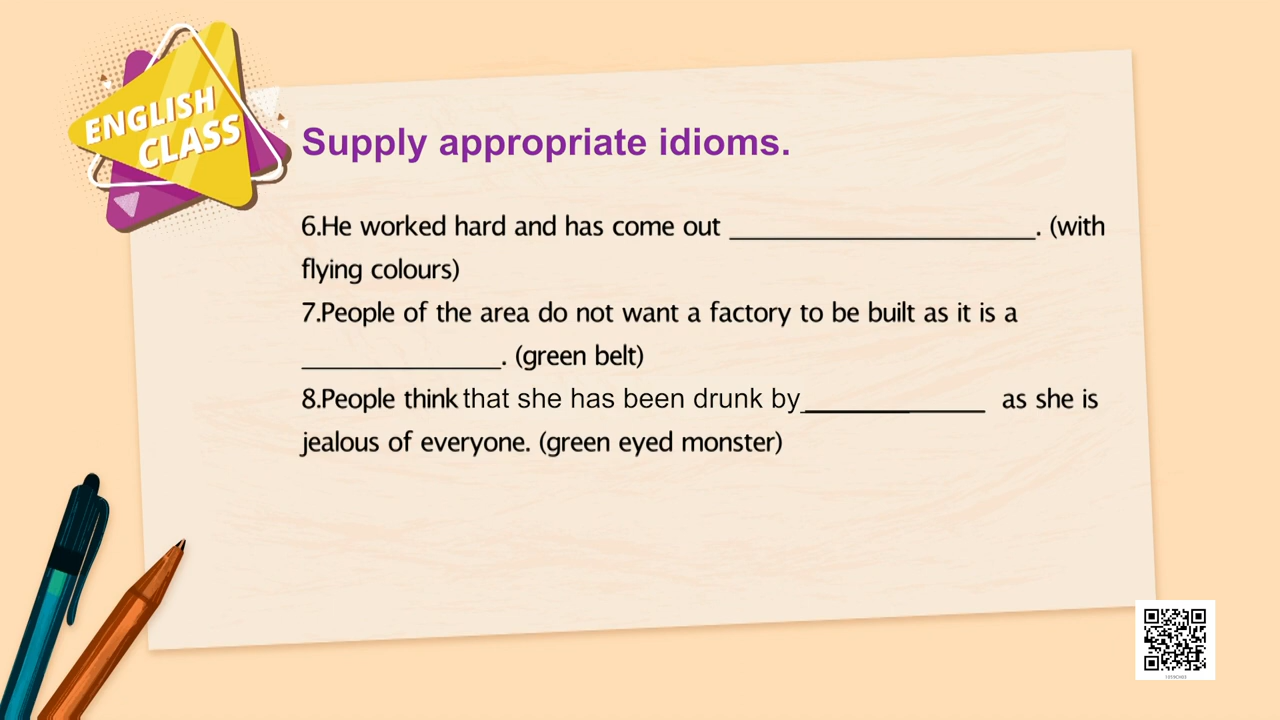 ENGLISH
CLASS
Supply appropriate idioms.
6.He worked hard and has come out ______________________. (with
flying colours)
7.People of the area do not want a factory to be built as it is a
______________. (green belt)
8.People think that she has been drunk by_____________ as she is
jealous of everyone. (green eyed monster)